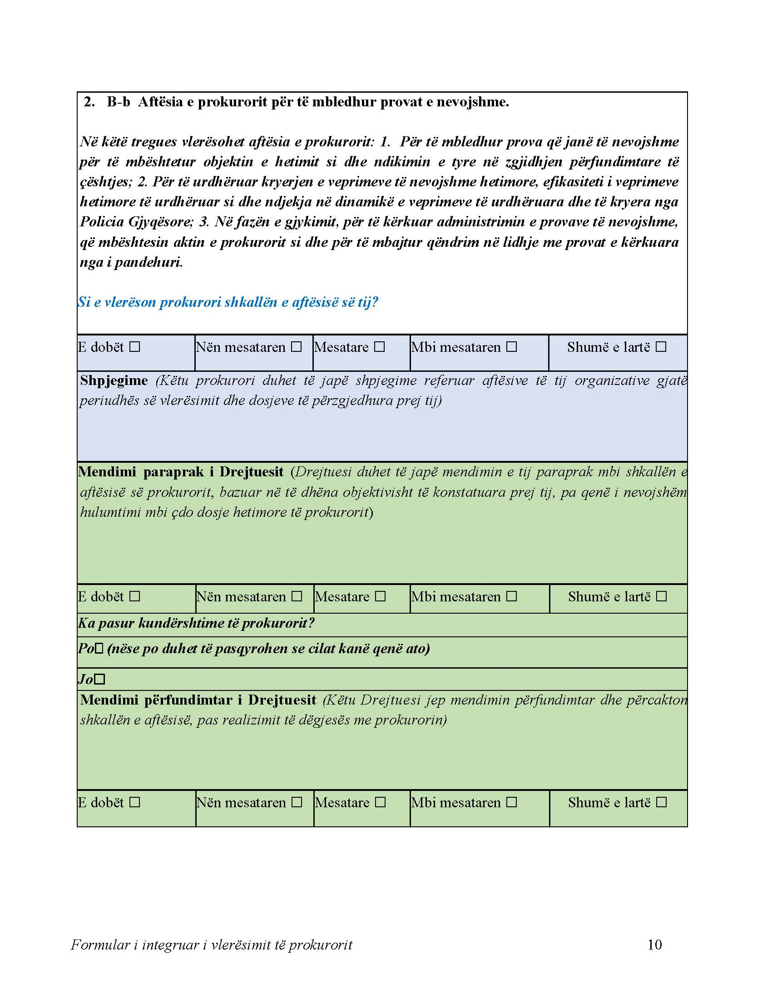 2. B-b Aftësia e prokurorit për të mbledhur provat e nevojshme.
Në këtë tregues vlerësohet aftësia e prokurorit: 1. Për të mbledhur prova që janë të nevojshme
për të mbështetur objektin e hetimit si dhe ndikimin e tyre në zgjidhjen përfundimtare të
çështjes; 2. Për të urdhëruar kryerjen e veprimeve të nevojshme hetimore, efikasiteti i veprimeve
hetimore të urdhëruar si dhe ndjekja në dinamikë e veprimeve të urdhëruara dhe të kryera nga
Policia Gjyqësore; 3. Në fazën e gjykimit, për të kërkuar administrimin e provave të nevojshme,
që mbështesin aktin e prokurorit si dhe për të mbajtur qëndrim në lidhje me provat e kërkuara
nga i pandehuri.
Si e vlerëson prokurori shkallën e aftësisë së tij?
E dobët ☐ Nën mesataren ☐ Mesatare ☐ Mbi mesataren ☐ Shumë e lartë ☐
Shpjegime (Këtu prokurori duhet të japë shpjegime referuar aftësive të tij organizative gjatë
periudhës së vlerësimit dhe dosjeve të përzgjedhura prej tij)
Mendimi paraprak i Drejtuesit (Drejtuesi duhet të japë mendimin e tij paraprak mbi shkallën e
aftësisë së prokurorit, bazuar në të dhëna objektivisht të konstatuara prej tij, pa qenë i nevojshëm
hulumtimi mbi çdo dosje hetimore të prokurorit)
E dobët ☐ Nën mesataren ☐ Mesatare ☐ Mbi mesataren ☐ Shumë e lartë ☐
Ka pasur kundërshtime të prokurorit?
Po☐ (nëse po duhet të pasqyrohen se cilat kanë qenë ato)
Jo☐
Mendimi përfundimtar i Drejtuesit (Këtu Drejtuesi jep mendimin përfundimtar dhe përcakton
shkallën e aftësisë, pas realizimit të dëgjesës me prokurorin)
E dobët ☐ Nën mesataren ☐ Mesatare ☐ Mbi mesataren ☐ Shumë e lartë ☐
Formular i integruar i vlerësimit të prokurorit 10